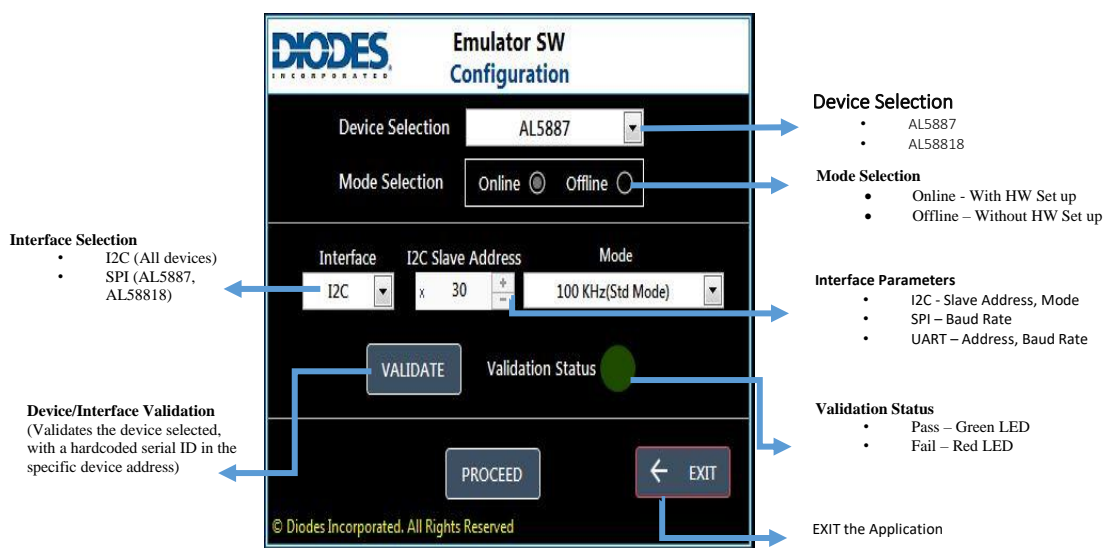 DIODES
INCORPORATED
Emulator SW
Configuration
Device Selection
AL5887
Mode Selection
Online
Offline
Interface
I2C Slave Address
Mode
I2C
x 30
+
-
100 KHz(Std Mode)
VALIDATE
Validation Status
PROCEED
← EXIT
© Diodes Incorporated. All Rights Reserved
Interface Selection
• I2C (All devices)
• SPI (AL5887,
AL58818)
Device/Interface Validation
(Validates the device selected,
with a hardcoded serial ID in the
specific device address)
Device Selection
• AL5887
• AL58818
Mode Selection
• Online - With HW Set up
• Offline – Without HW Set up
Interface Parameters
• I2C - Slave Address, Mode
• SPI – Baud Rate
• UART – Address, Baud Rate
Validation Status
• Pass – Green LED
• Fail – Red LED
EXIT the Application